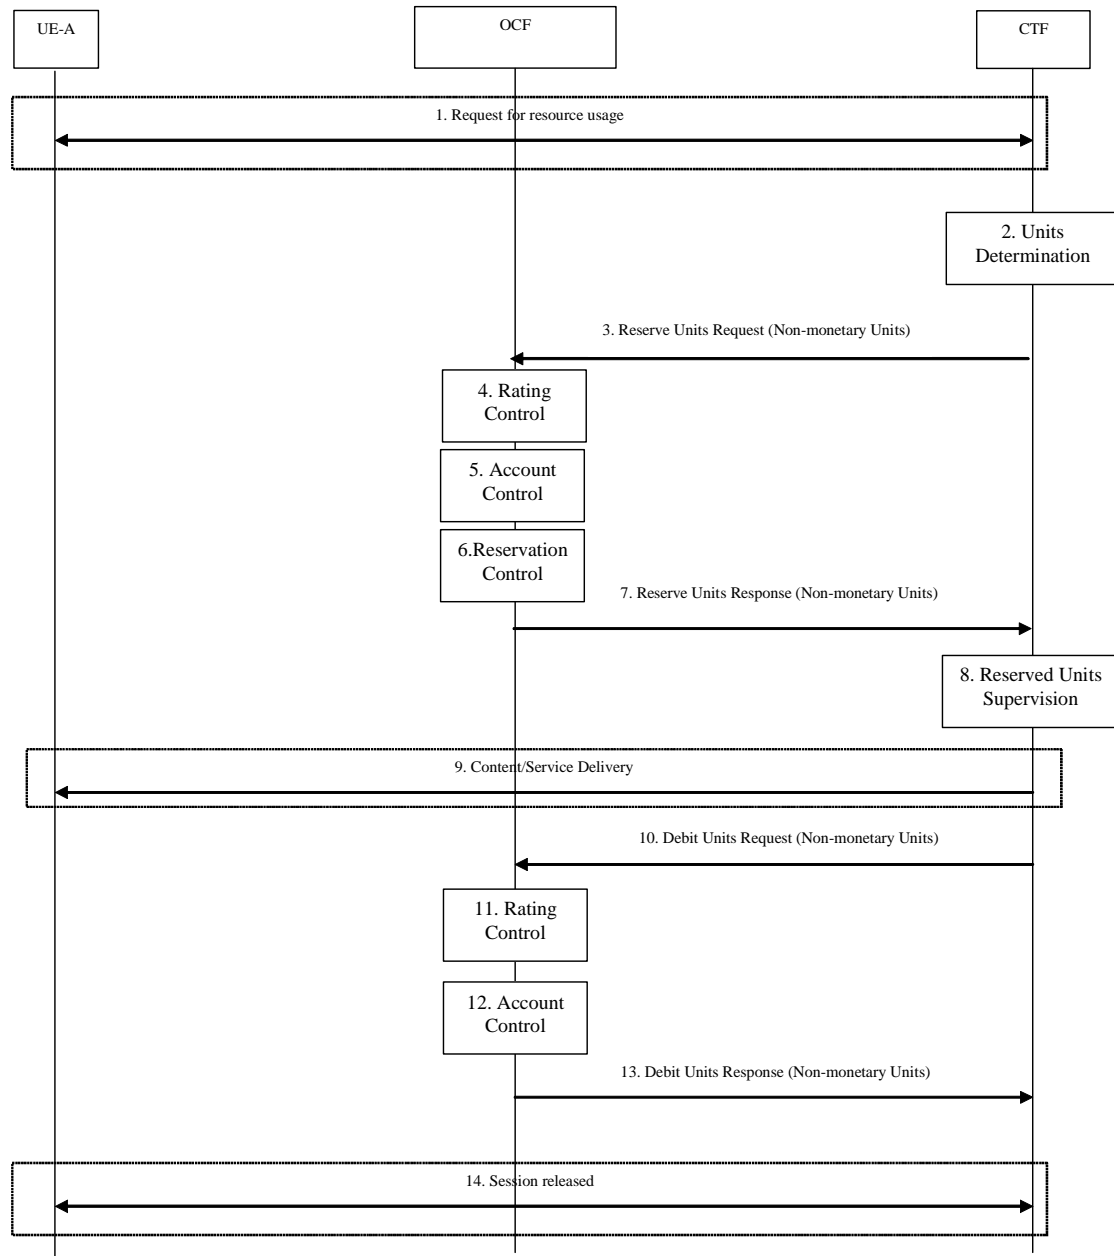 UE-A
OCF
CTF
1. Request for resource usage
2. Units
Determination
3. Reserve Units Request (Non-monetary Units)
4. Rating
Control
5. Account
Control
6.Reservation
Control
7. Reserve Units Response (Non-monetary Units)
8. Reserved Units
Supervision
9. Content/Service Delivery
10. Debit Units Request (Non-monetary Units)
11. Rating
Control
12. Account
Control
13. Debit Units Response (Non-monetary Units)
14. Session released